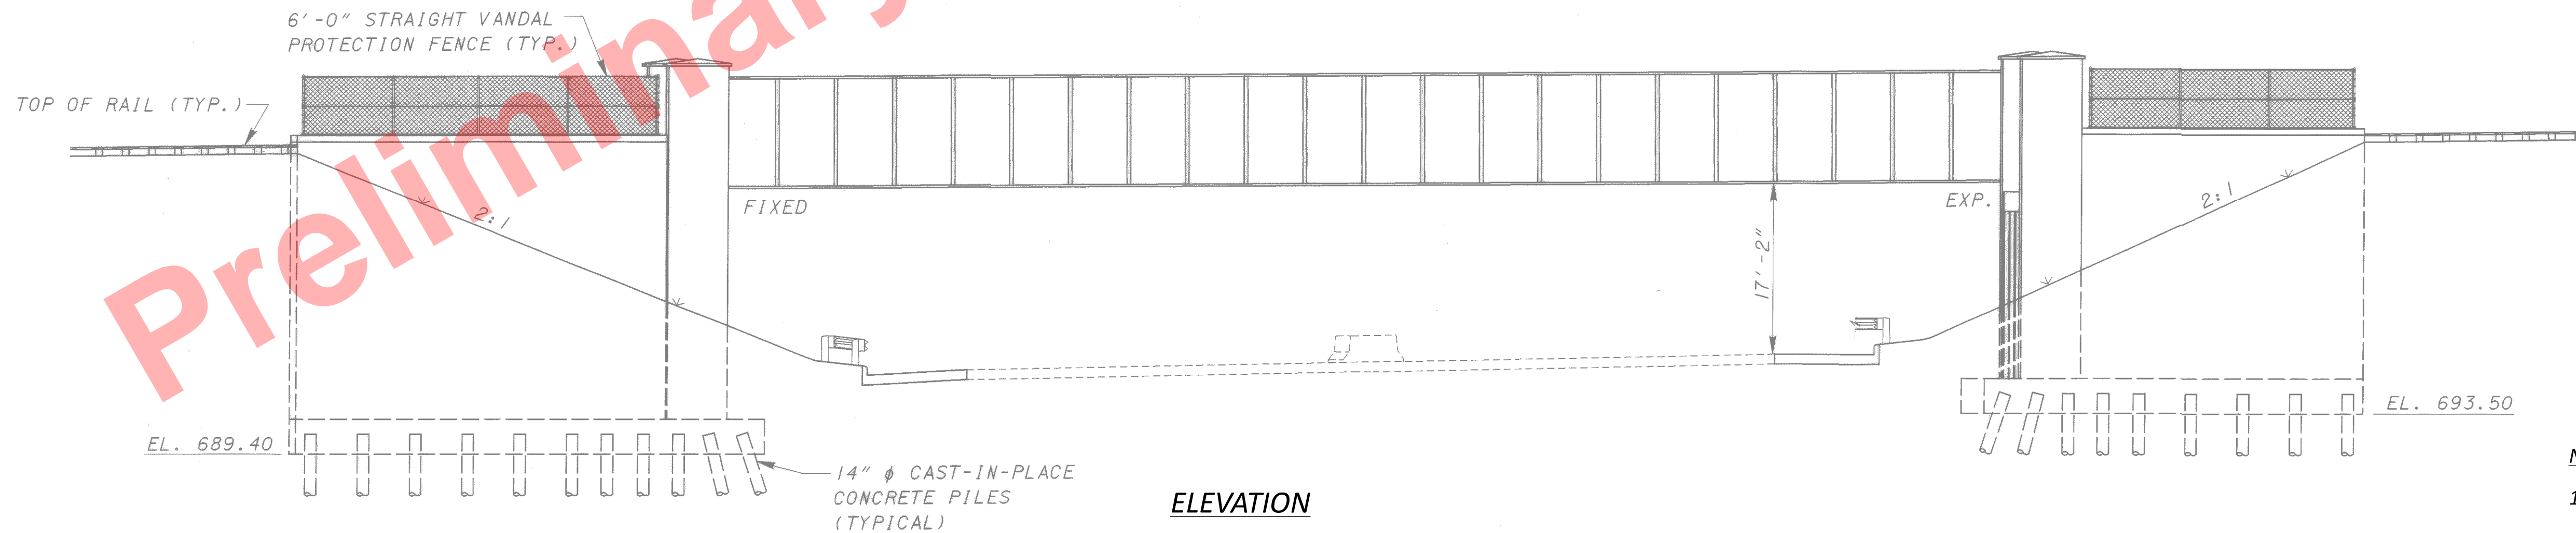 6'-0" STRAIGHT VANDAL
PROTECTION FENCE (TYP.)
TOP OF RAIL (TYP.)
Preliminary
2:1
FIXED
EXP.
17'-2"
2:1
EL. 689.40
EL. 693.50
14" φ CAST-IN-PLACE
CONCRETE PILES
(TYPICAL)
ELEVATION